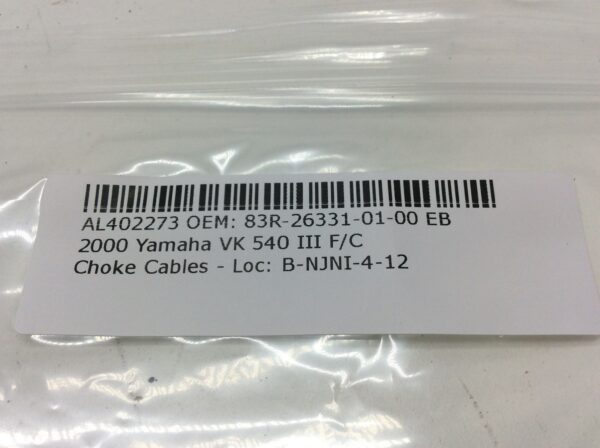 AL402273 OEM: 83R-26331-01-00 EB
2000 Yamaha VK 540 III F/C
Choke Cables - Loc: B-NJNI-4-12